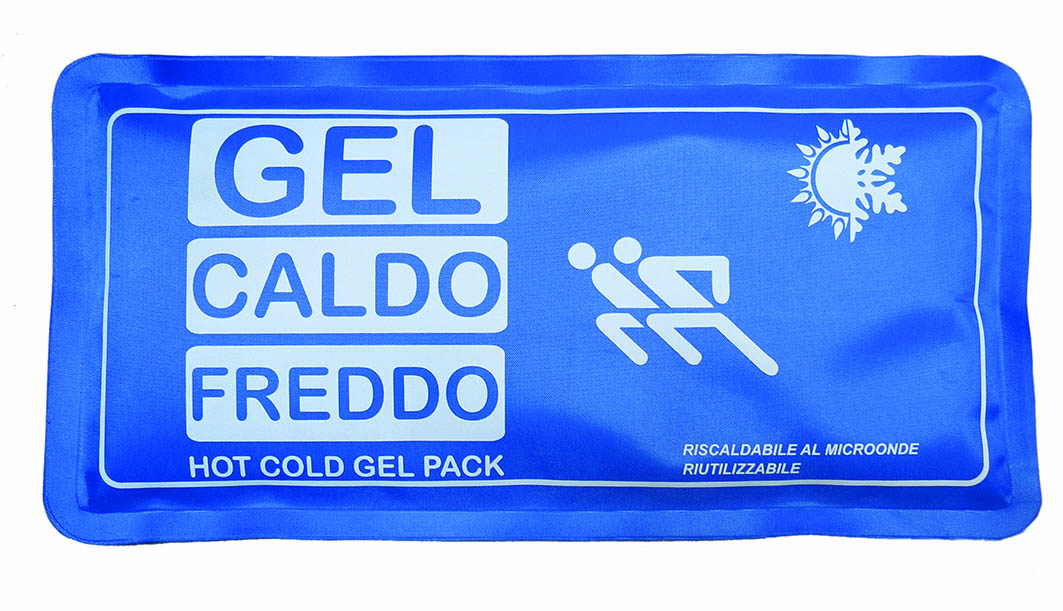 GEL
CALDO
FREDDO
HOT COLD GEL PACK
RISCALDABILE AL MICROONDE
RIUTILIZZABILE